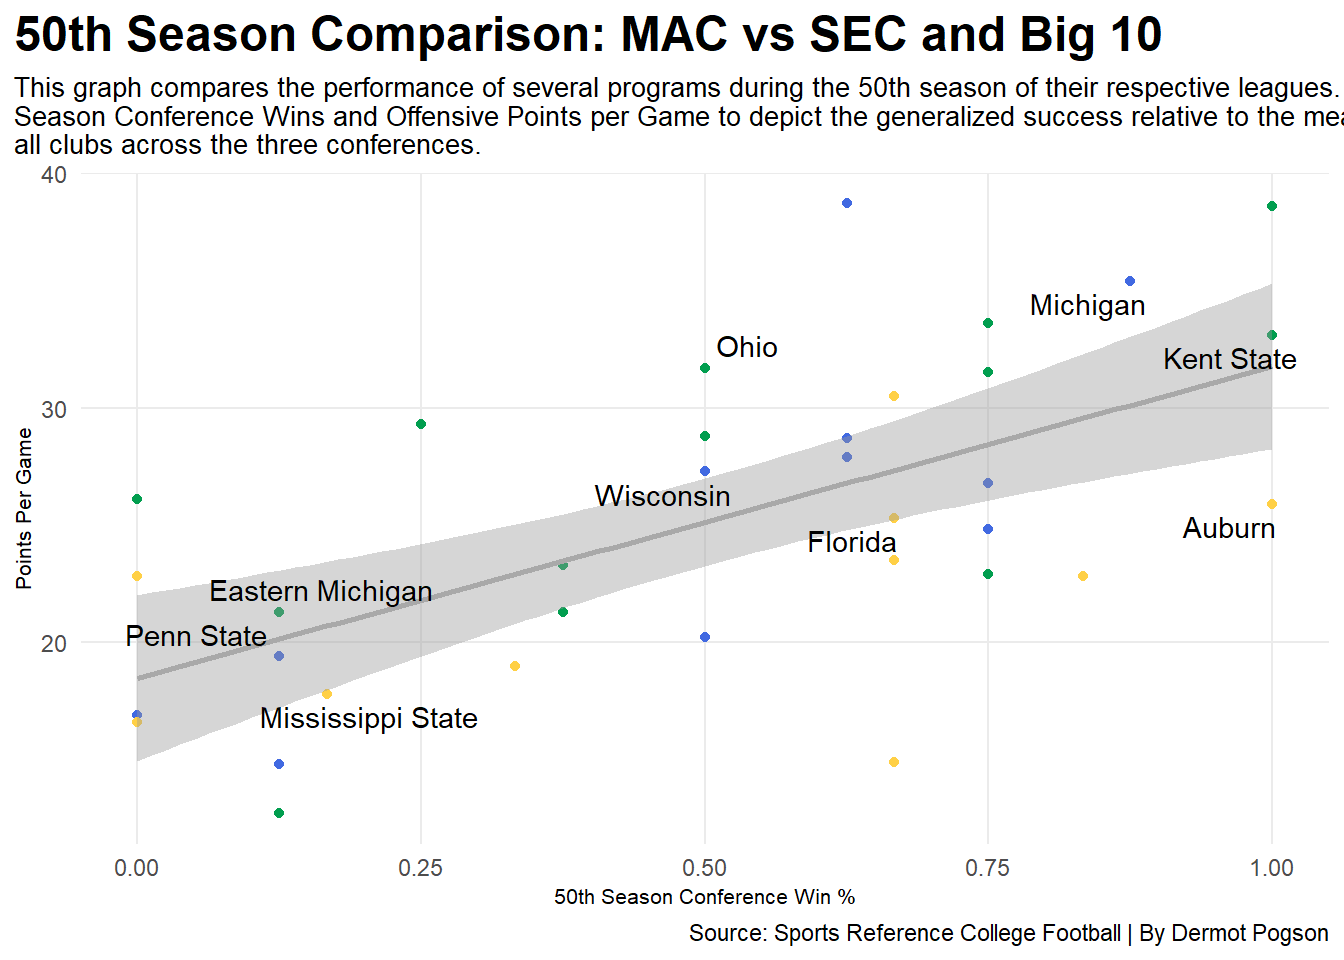 50th Season Comparison: MAC vs SEC and Big 10
This graph compares the performance of several programs during the 50th season of their respective leagues.
Season Conference Wins and Offensive Points per Game to depict the generalized success relative to the
all clubs across the three conferences.
40
30
20
Points Per Game
Michigan
Ohio
Kent State
Wisconsin
Florida
Auburn
Eastern Michigan
Penn State
Mississippi State
0.00
0.25
0.50
0.75
1.00
50th Season Conference Win %
Source: Sports Reference College Football | By Dermot Pogson